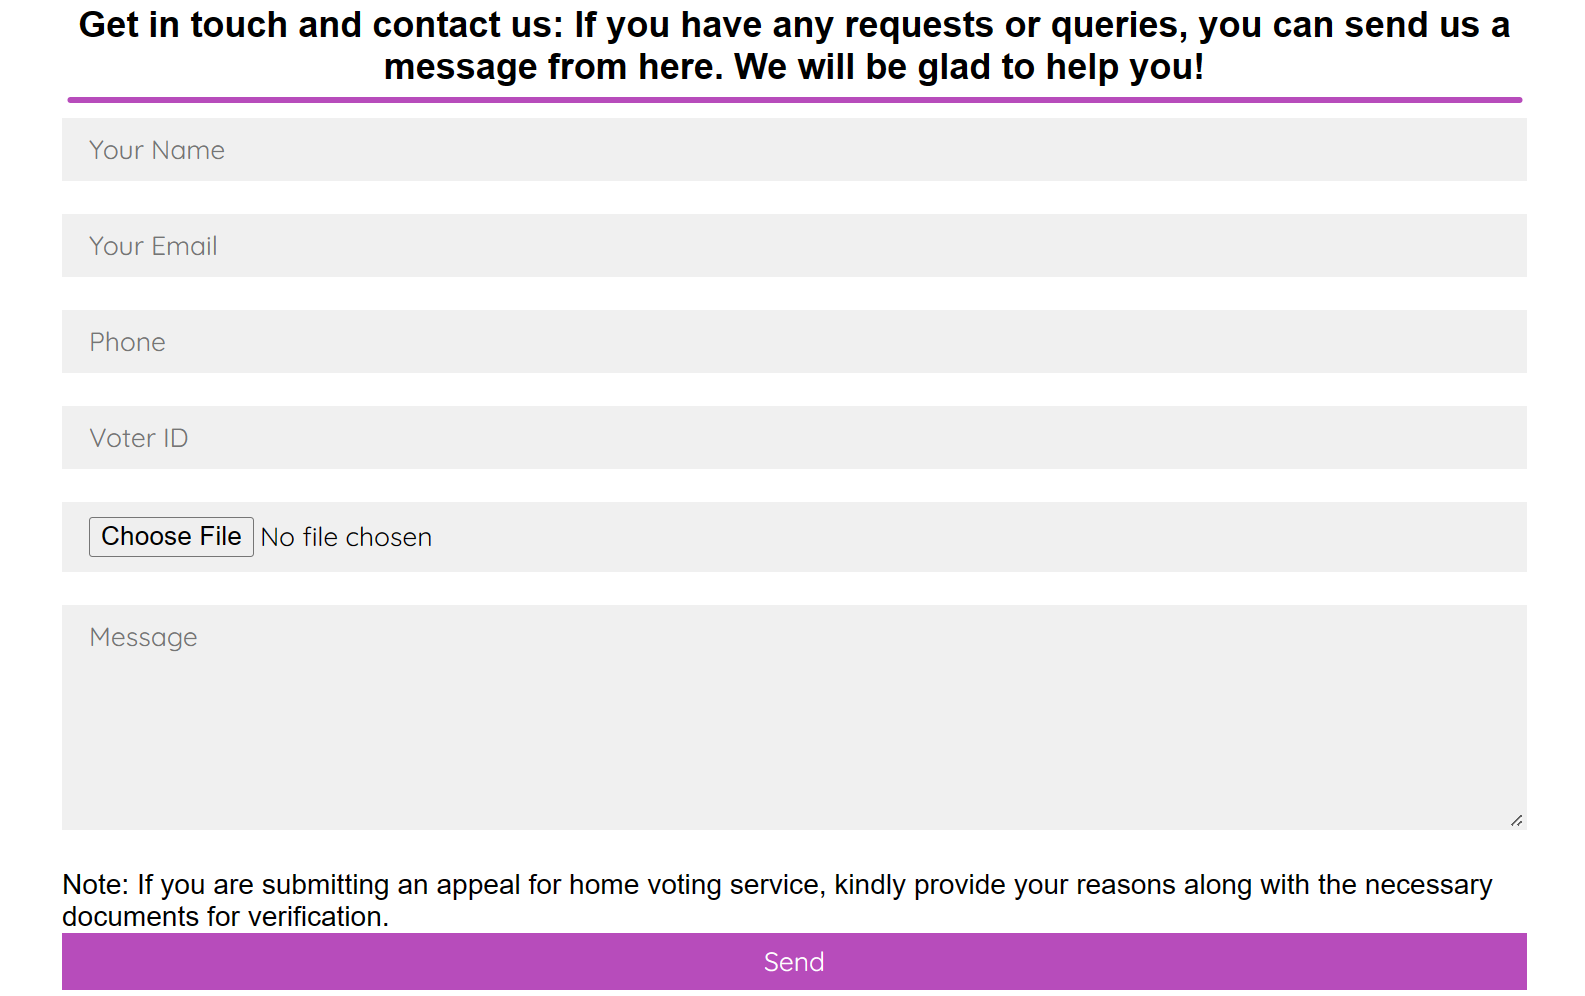 Get in touch and contact us: If you have any requests or queries, you can send us a
message from here. We will be glad to help you!
Your Name
Your Email
Phone
Voter ID
Choose File No file chosen
Message
Note: If you are submitting an appeal for home voting service, kindly provide your reasons along with the necessary
documents for verification.
Send